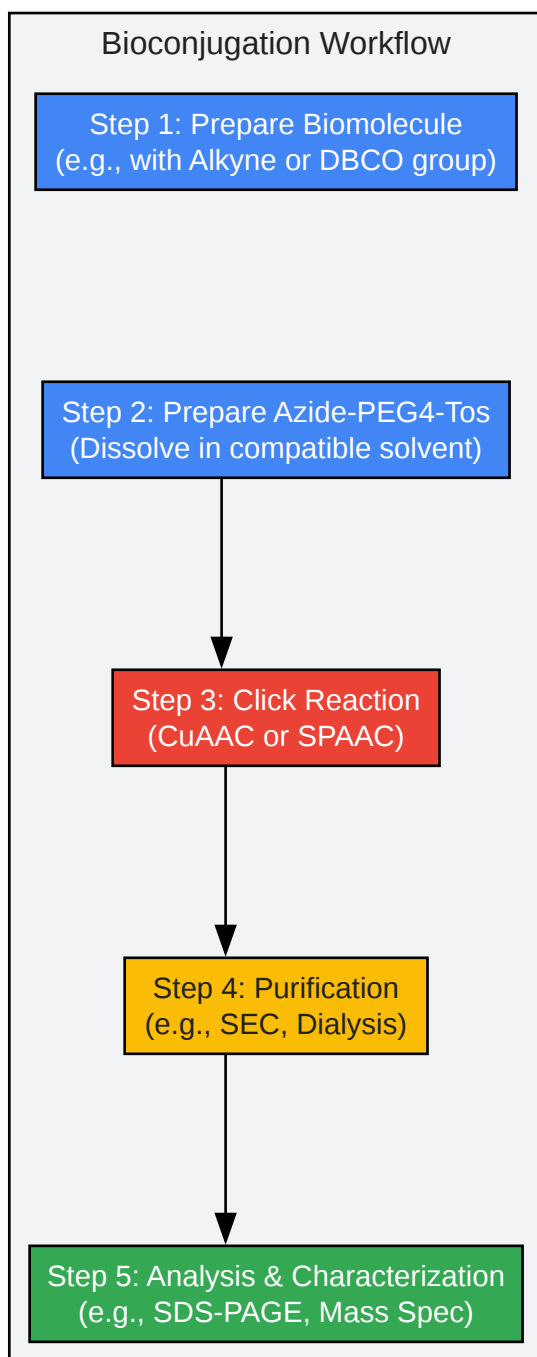 Bioconjugation Workflow
Step 1: Prepare Biomolecule
(e.g., with Alkyne or DBCO group)
Step 2: Prepare Azide-PEG4-Tos
(Dissolve in compatible solvent)
Step 3: Click Reaction
(CuAAC or SPAAC)
Step 4: Purification
(e.g., SEC, Dialysis)
Step 5: Analysis & Characterization
(e.g., SDS-PAGE, Mass Spec)